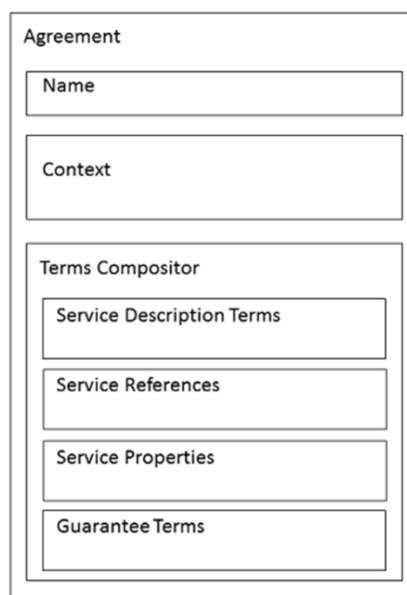 Agreement
Name
Context
Terms Compositor
Service Description Terms
Service References
Service Properties
Guarantee Terms